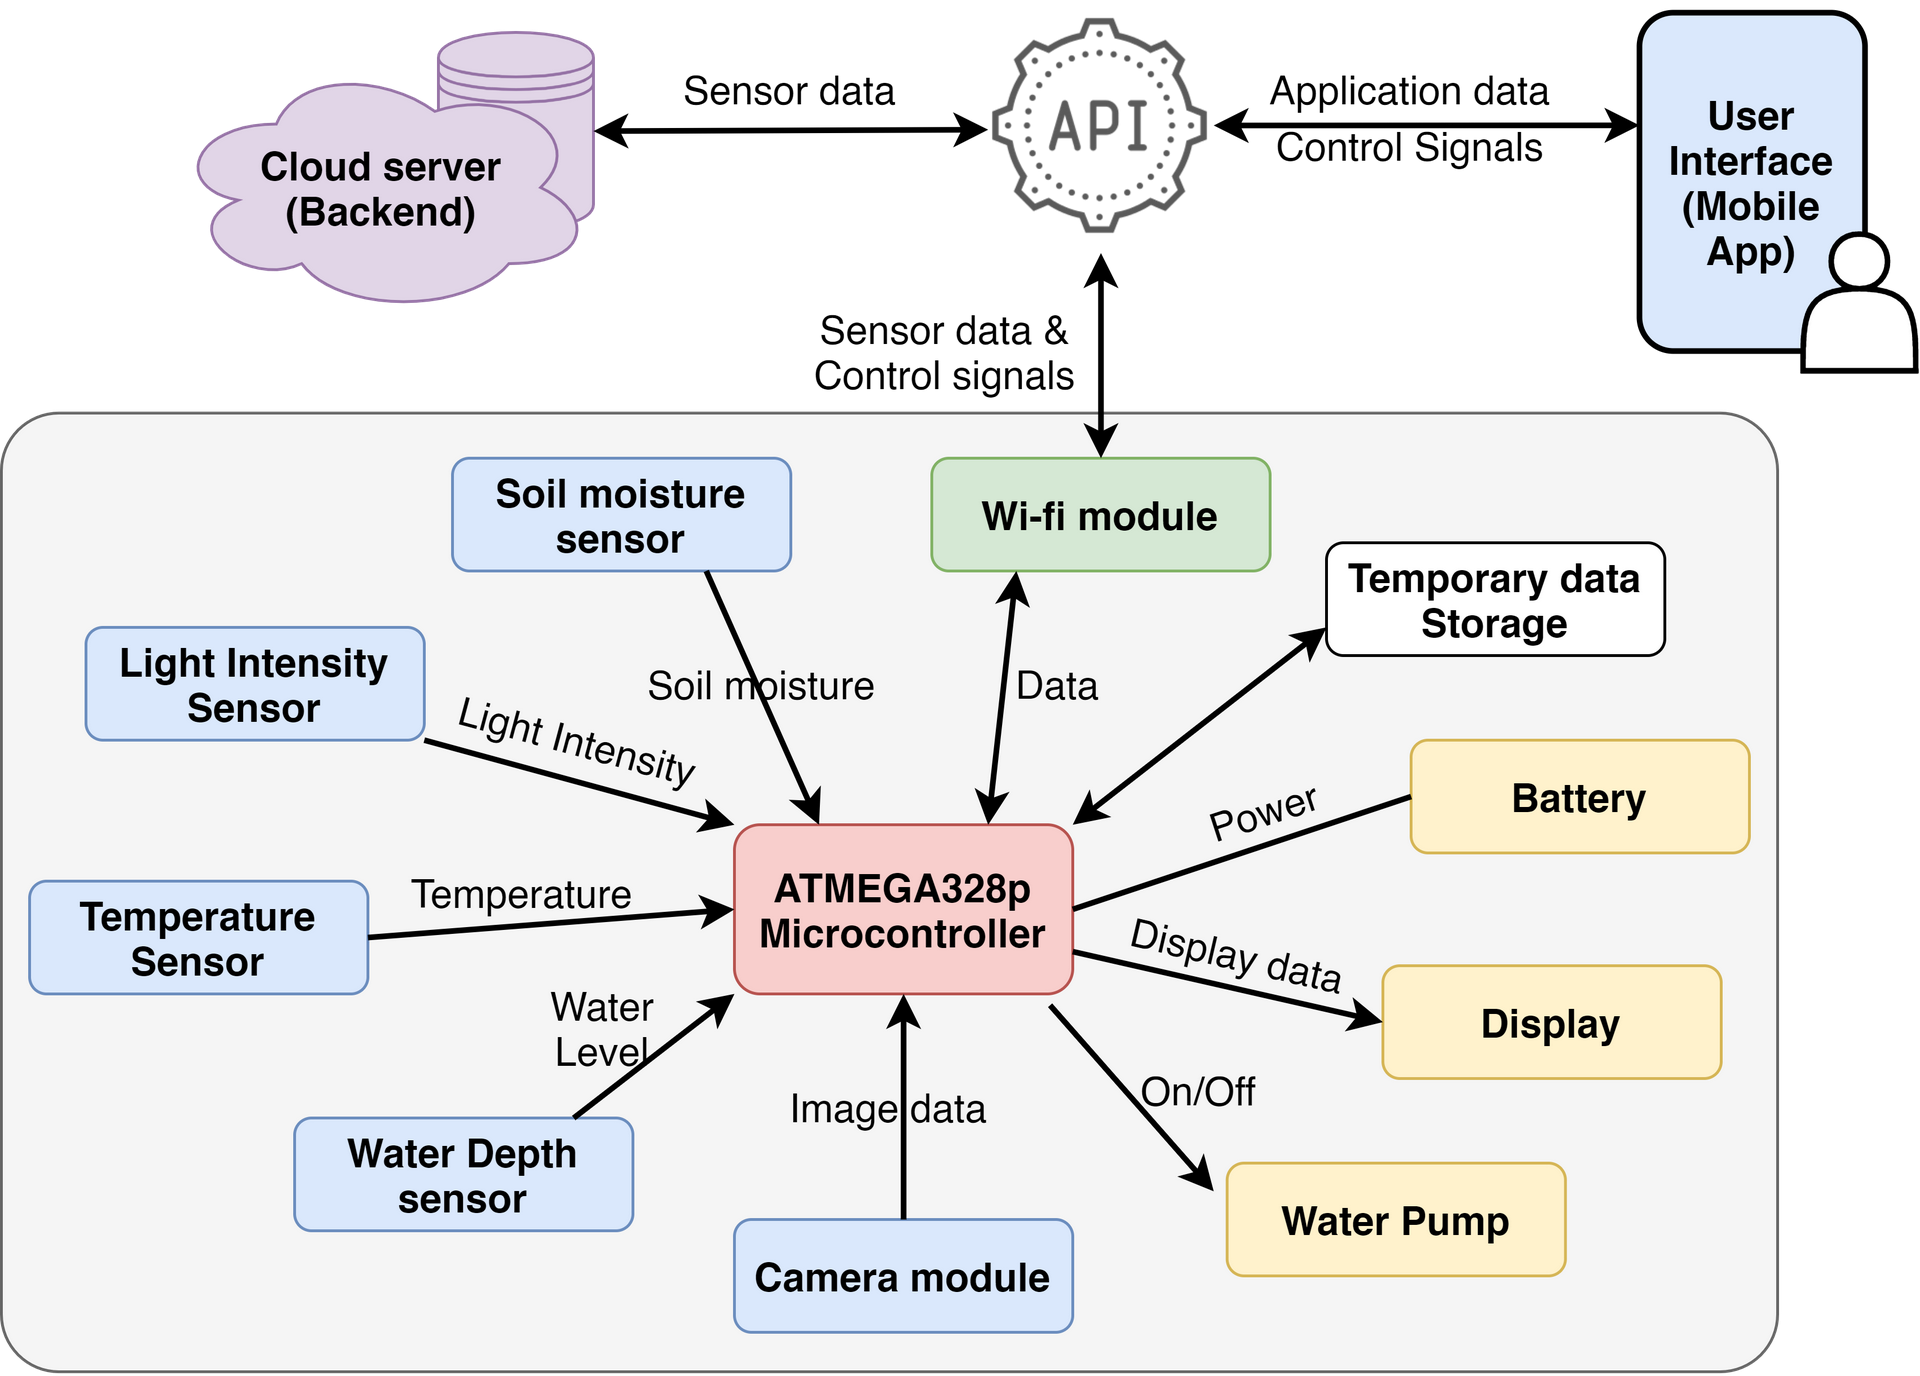 Sensor data
API
Application data
Control Signals
User
Interface
(Mobile
App)
Cloud server
(Backend)
Sensor data &
Control signals
Soil moisture
sensor
Wi-fi module
Temporary data
Storage
Light Intensity
Sensor
Light Intensity
Soil moisture
Data
Power
Battery
ATMEGA328p
Microcontroller
Temperature
Sensor
Temperature
Display data
Display
Water
Level
Water Depth
sensor
Image data
On/Off
Water Pump
Camera module